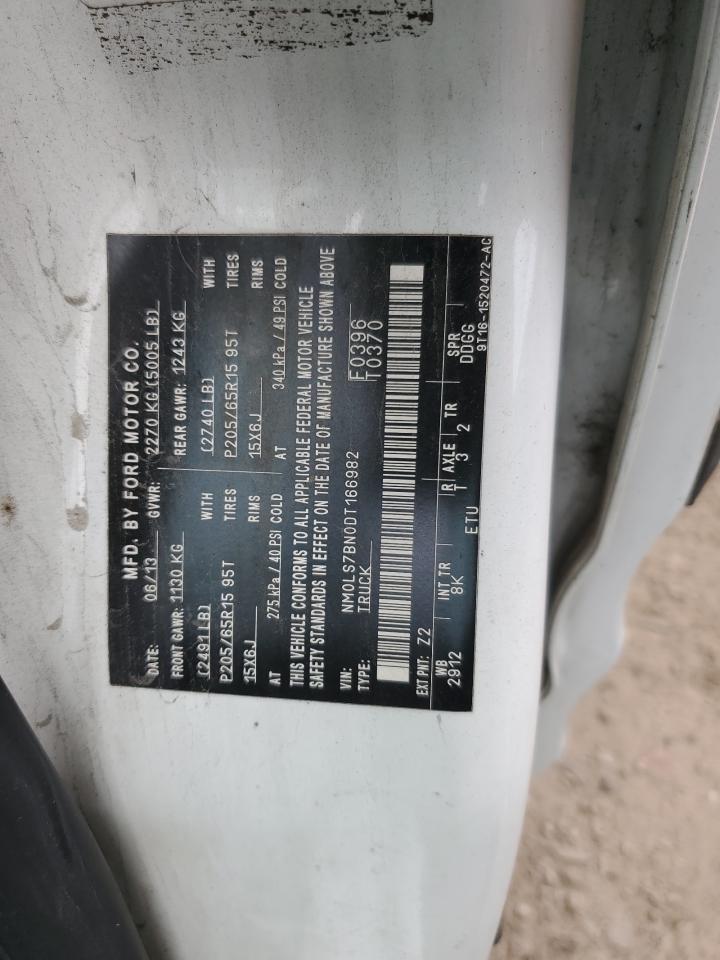 MFD. BY FORD MOTOR CO.
DATE: 06/13 GVWR: 2270 KG (5005 LB)
FRONT GAWR: 1130 KG REAR GAWR: 1243 KG
(2491 LB) WITH (2740 LB) WITH
P205/65R15 95T TIRES P205/65R15 95T TIRES
15X6J RIMS 15X6J RIMS
AT 275 kPa / 40 PSI COLD AT 340 kPa / 49 PSI COLD
THIS VEHICLE CONFORMS TO ALL APPLICABLE FEDERAL MOTOR VEHICLE
SAFETY STANDARDS IN EFFECT ON THE DATE OF MANUFACTURE SHOWN ABOVE
VIN: NM0LS7BN0DT166982 F0396
TYPE: TRUCK T0370
EXT PNT: Z2
WB INT TR R AXLE TR SPR
2912 8K T 3 2 DDGG
ETU 9T16-1520472-AC